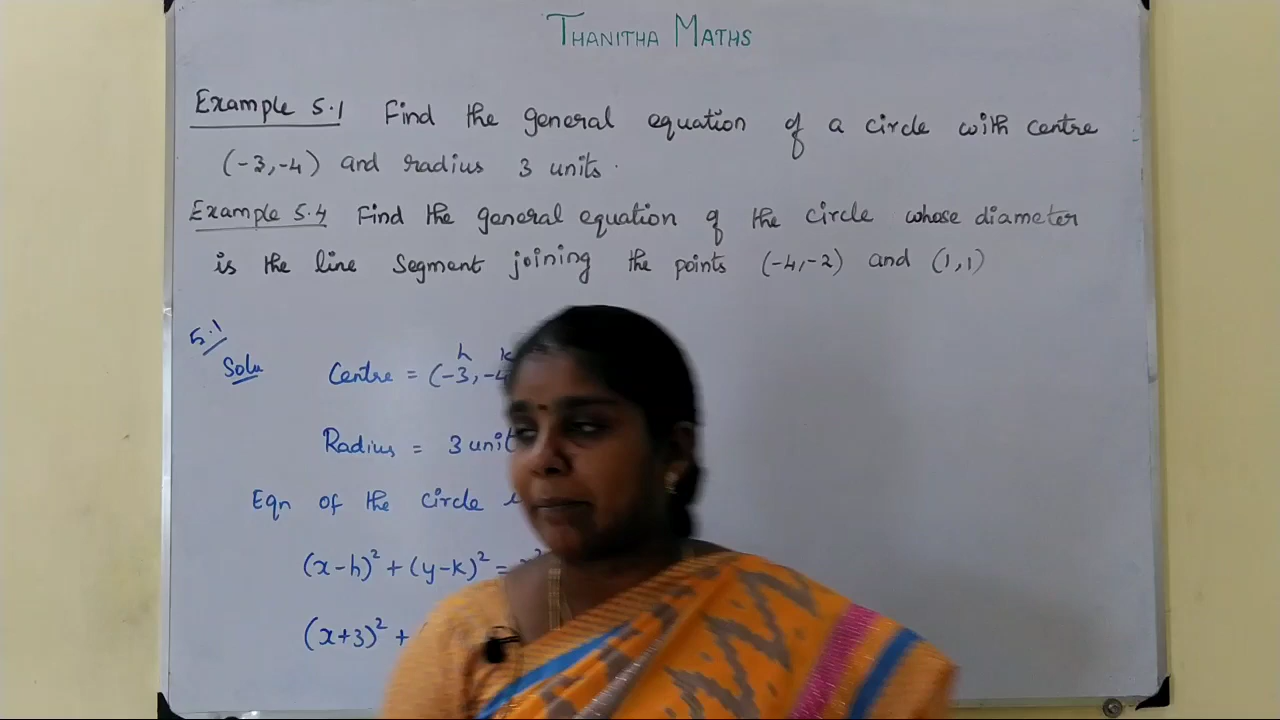 THANITHA MATHS
Example 5.1 Find the general equation of a circle with centre
(-3,-4) and radius 3 units.
Example 5.4 Find the general equation of the circle whose diameter
is the line segment joining the points (-4,-2) and (1,1)
5.1
Solu
h k
Centre = (-3,-4
Radius = 3 unit
Eqn of the circle
(x-h)² + (y-k)² =
(x+3)² +